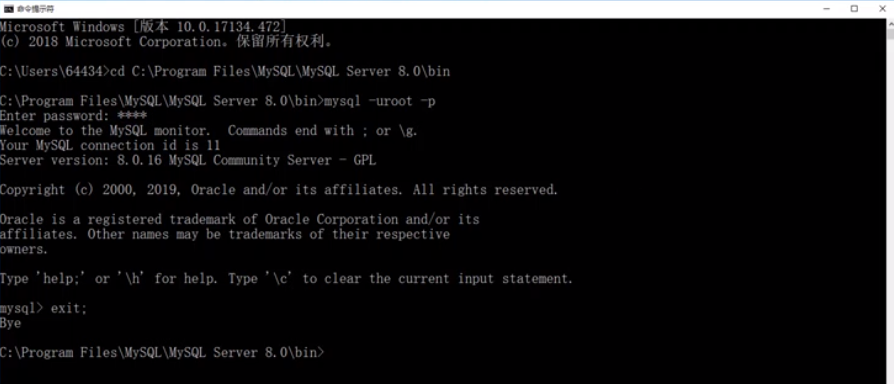 命令提示符
Microsoft Windows [版本 10.0.17134.472]
(c) 2018 Microsoft Corporation。保留所有权利。
C:\Users\64434>cd C:\Program Files\MySQL\MySQL Server 8.0\bin
C:\Program Files\MySQL\MySQL Server 8.0\bin>mysql -uroot -p
Enter password: ****
Welcome to the MySQL monitor.  Commands end with ; or \g.
Your MySQL connection id is 11
Server version: 8.0.16 MySQL Community Server - GPL
Copyright (c) 2000, 2019, Oracle and/or its affiliates. All rights reserved.
Oracle is a registered trademark of Oracle Corporation and/or its
affiliates. Other names may be trademarks of their respective
owners.
Type 'help;' or '\h' for help. Type '\c' to clear the current input statement.
mysql> exit;
Bye
C:\Program Files\MySQL\MySQL Server 8.0\bin>